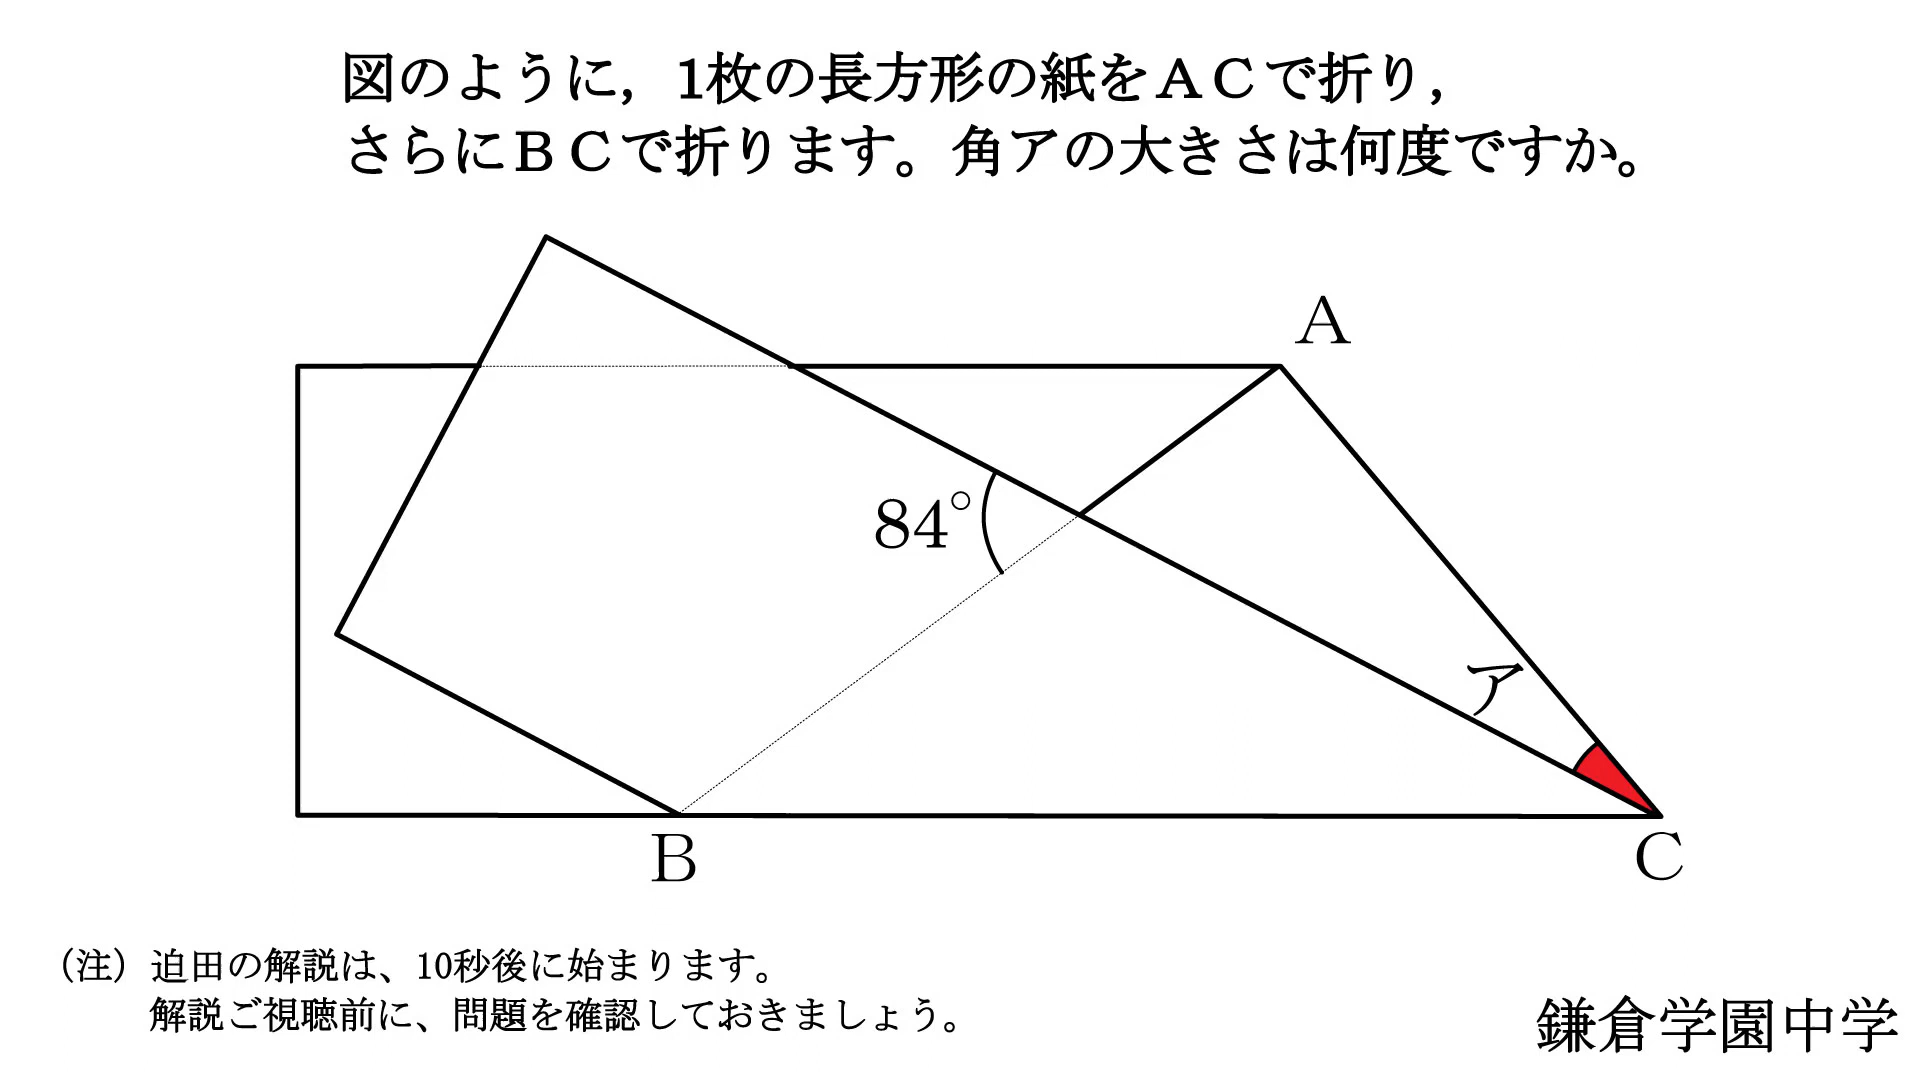 図のように，1枚の長方形の紙をＡＣで折り，
さらにＢＣで折ります。角アの大きさは何度ですか。
A
84°
ア
B
C
（注）迫田の解説は、10秒後に始まります。
解説ご視聴前に、問題を確認しておきましょう。
鎌倉学園中学